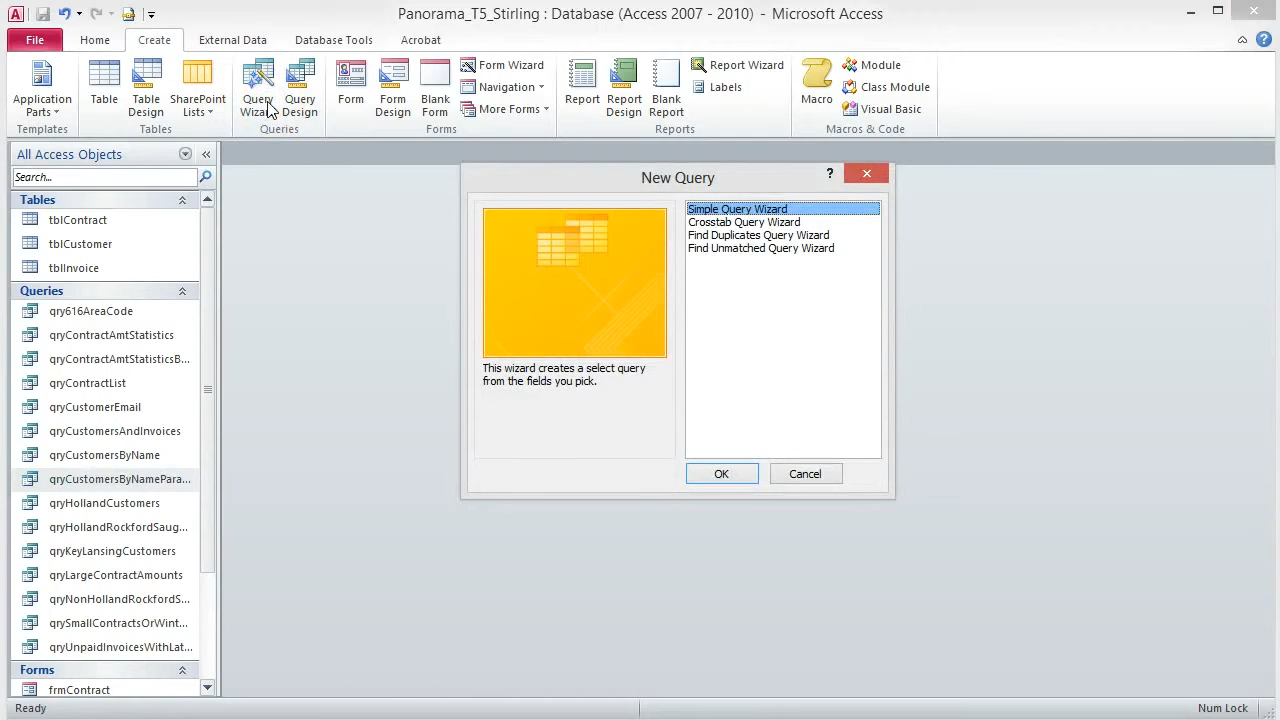 Panorama_T5_Stirling : Database (Access 2007 - 2010) - Microsoft Access
File Home Create External Data Database Tools Acrobat
Application Parts
Templates
Table
Table Design
SharePoint Lists
Tables
Query Wizard
Query Design
Queries
Form
Form Design
Blank Form
Form Wizard
Navigation
More Forms
Forms
Report
Report Design
Blank Report
Report Wizard
Labels
Reports
Macro
Module
Class Module
Visual Basic
Macros & Code
All Access Objects
Search...
Tables
tblContract
tblCustomer
tblInvoice
Queries
qry616AreaCode
qryContractAmtStatistics
qryContractAmtStatisticsB...
qryContractList
qryCustomerEmail
qryCustomersAndInvoices
qryCustomersByName
qryCustomersByNamePara...
qryHollandCustomers
qryHollandRockfordSaug...
qryKeyLansingCustomers
qryLargeContractAmounts
qryNonHollandRockfordS...
qrySmallContractsOrWint...
qryUnpaidInvoicesWithLat...
Forms
frmContract
New Query
Simple Query Wizard
Crosstab Query Wizard
Find Duplicates Query Wizard
Find Unmatched Query Wizard
This wizard creates a select query
from the fields you pick.
OK Cancel
Ready
Num Lock